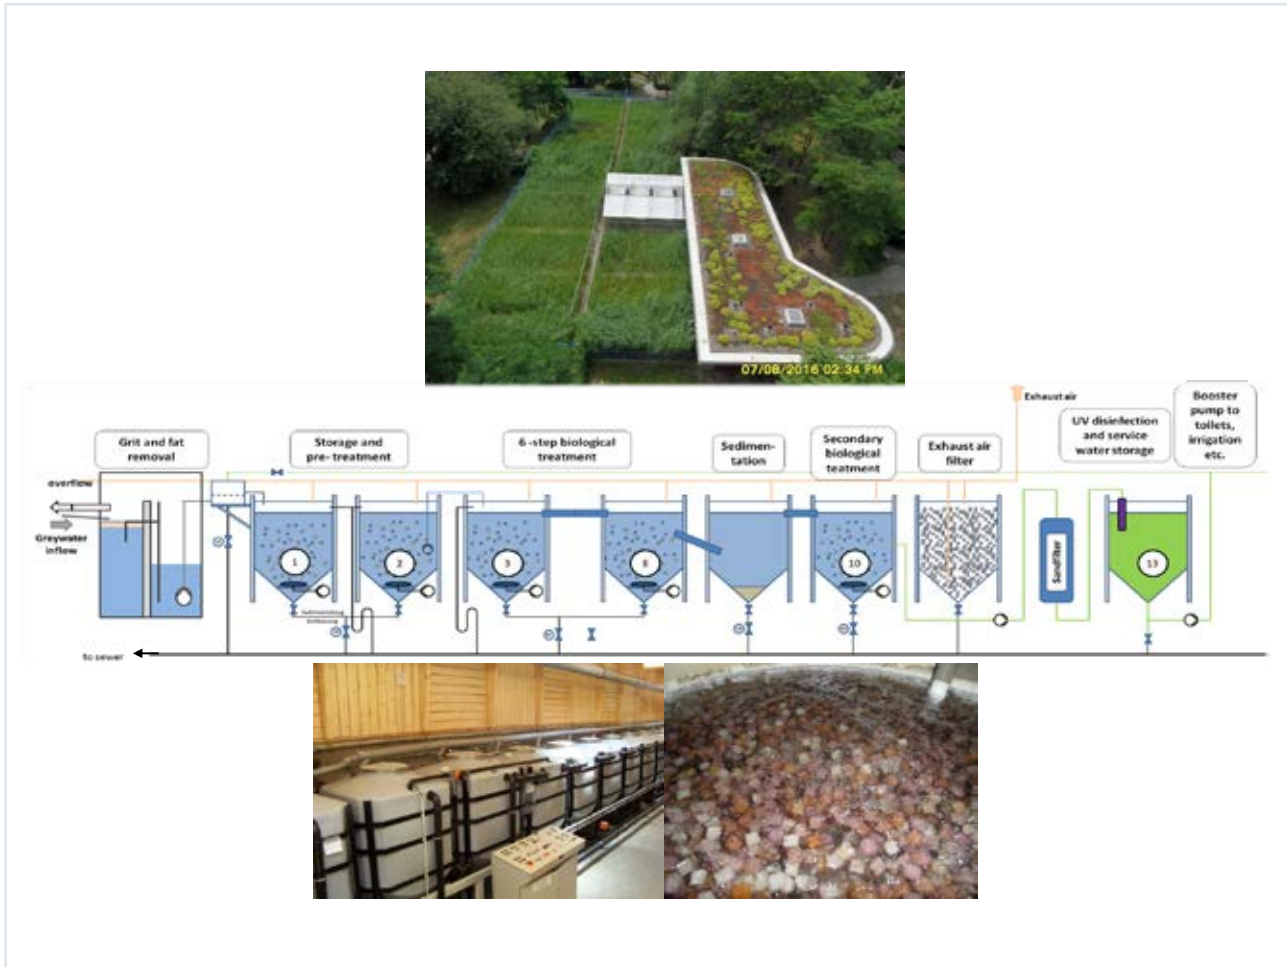 07/08/2016 02:34 PM
Exhaust air
Grit and fat
removal
Storage and
pre- treatment
6 -step biological
treatment
Sedimen-
tation
Secondary
biological
teatment
Exhaust air
filter
UV disinfection
and service
water storage
Booster
pump to
toilets,
irrigation
etc.
overflow
Greywater
inflow
1
2
3
8
10
Sandfilter
13
to sewer